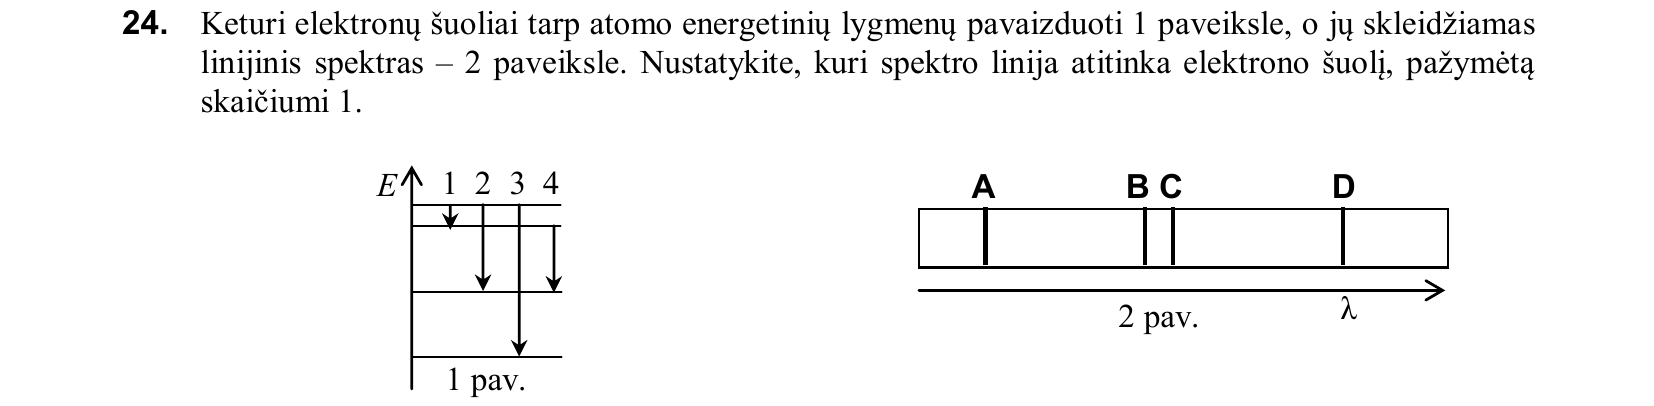 24. Keturi elektronų šuoliai tarp atomo energetinių lygmenų pavaizduoti 1 paveiksle, o jų skleidžiamas
linijinis spektras – 2 paveiksle. Nustatykite, kuri spektro linija atitinka elektrono šuolį, pažymėtą
skaičiumi 1.
E 1 2 3 4
1 pav.
A B C D
λ
2 pav.